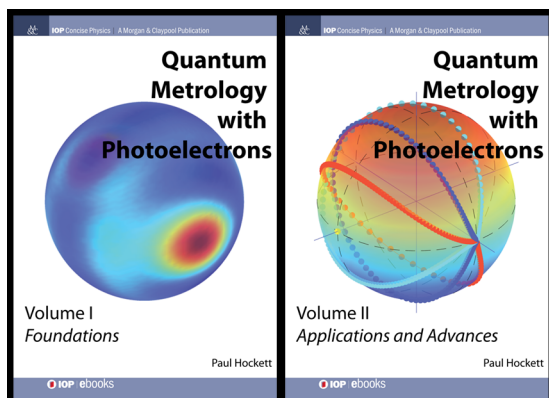 IOP Concise Physics | A Morgan & Claypool Publication
Quantum
Metrology
with
Photoelectrons
Volume I
Foundations
Paul Hockett
IOP ebooks
IOP Concise Physics | A Morgan & Claypool Publication
Quantum
Metrology
with
Photoelectrons
Volume II
Applications and Advances
Paul Hockett
IOP ebooks